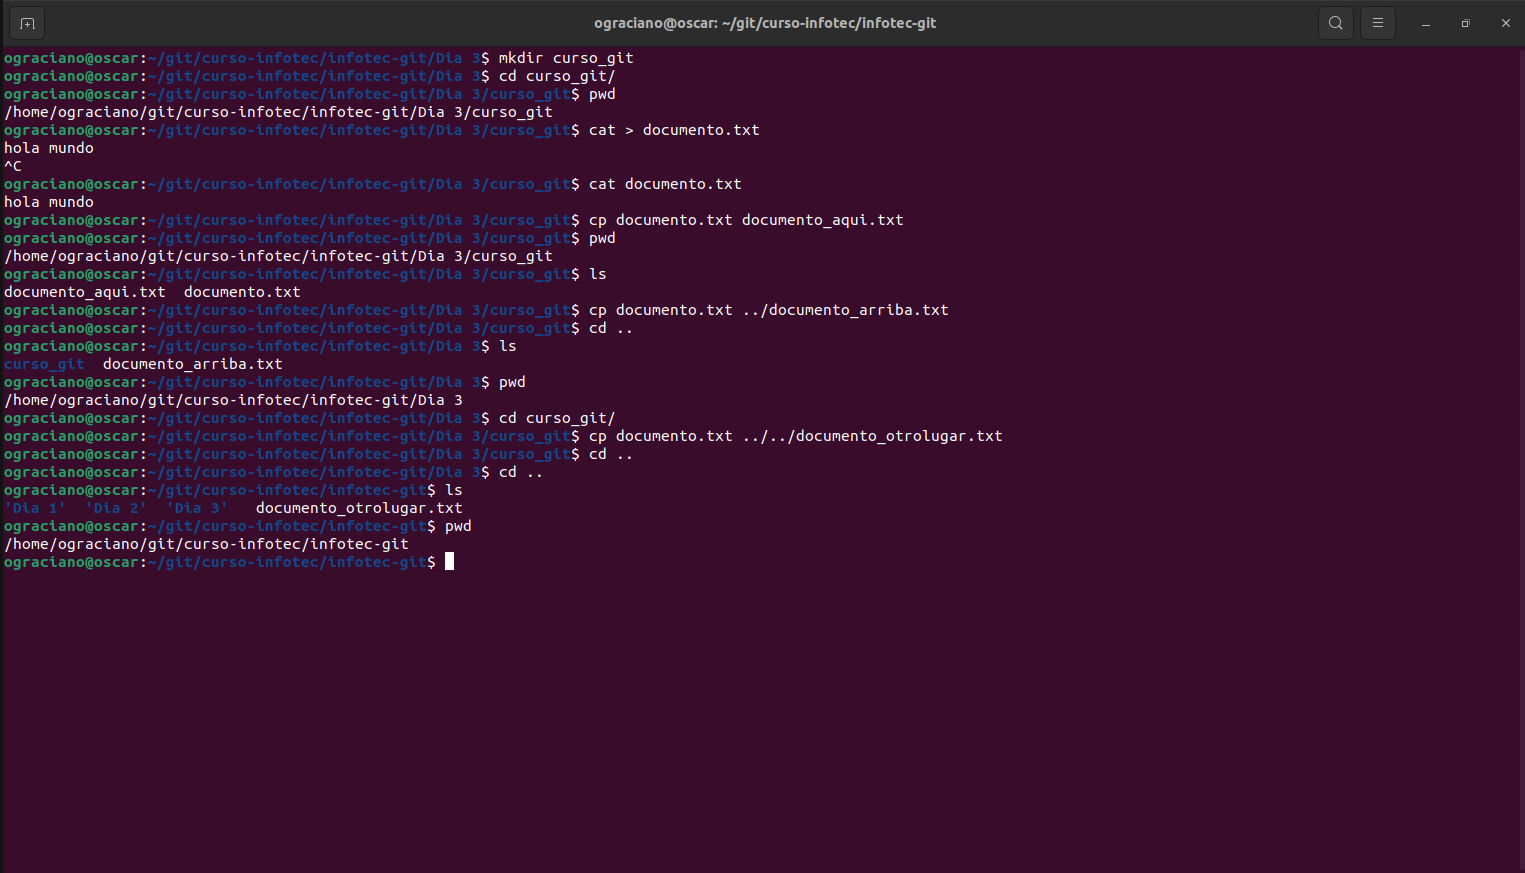 ograciano@oscar: ~/git/curso-infotec/infotec-git
ograciano@oscar:~/git/curso-infotec/infotec-git/Dia 3$ mkdir curso_git
ograciano@oscar:~/git/curso-infotec/infotec-git/Dia 3$ cd curso_git/
ograciano@oscar:~/git/curso-infotec/infotec-git/Dia 3/curso_git$ pwd
/home/ograciano/git/curso-infotec/infotec-git/Dia 3/curso_git
ograciano@oscar:~/git/curso-infotec/infotec-git/Dia 3/curso_git$ cat > documento.txt
hola mundo
^C
ograciano@oscar:~/git/curso-infotec/infotec-git/Dia 3/curso_git$ cat documento.txt
hola mundo
ograciano@oscar:~/git/curso-infotec/infotec-git/Dia 3/curso_git$ cp documento.txt documento_aqui.txt
ograciano@oscar:~/git/curso-infotec/infotec-git/Dia 3/curso_git$ pwd
/home/ograciano/git/curso-infotec/infotec-git/Dia 3/curso_git
ograciano@oscar:~/git/curso-infotec/infotec-git/Dia 3/curso_git$ ls
documento_aqui.txt  documento.txt
ograciano@oscar:~/git/curso-infotec/infotec-git/Dia 3/curso_git$ cp documento.txt ../documento_arriba.txt
ograciano@oscar:~/git/curso-infotec/infotec-git/Dia 3/curso_git$ cd ..
ograciano@oscar:~/git/curso-infotec/infotec-git/Dia 3$ ls
curso_git  documento_arriba.txt
ograciano@oscar:~/git/curso-infotec/infotec-git/Dia 3$ pwd
/home/ograciano/git/curso-infotec/infotec-git/Dia 3
ograciano@oscar:~/git/curso-infotec/infotec-git/Dia 3$ cd curso_git/
ograciano@oscar:~/git/curso-infotec/infotec-git/Dia 3/curso_git$ cp documento.txt ../../documento_otrolugar.txt
ograciano@oscar:~/git/curso-infotec/infotec-git/Dia 3/curso_git$ cd ..
ograciano@oscar:~/git/curso-infotec/infotec-git/Dia 3$ cd ..
ograciano@oscar:~/git/curso-infotec/infotec-git$ ls
'Dia 1'  'Dia 2'  'Dia 3'   documento_otrolugar.txt
ograciano@oscar:~/git/curso-infotec/infotec-git$ pwd
/home/ograciano/git/curso-infotec/infotec-git
ograciano@oscar:~/git/curso-infotec/infotec-git$